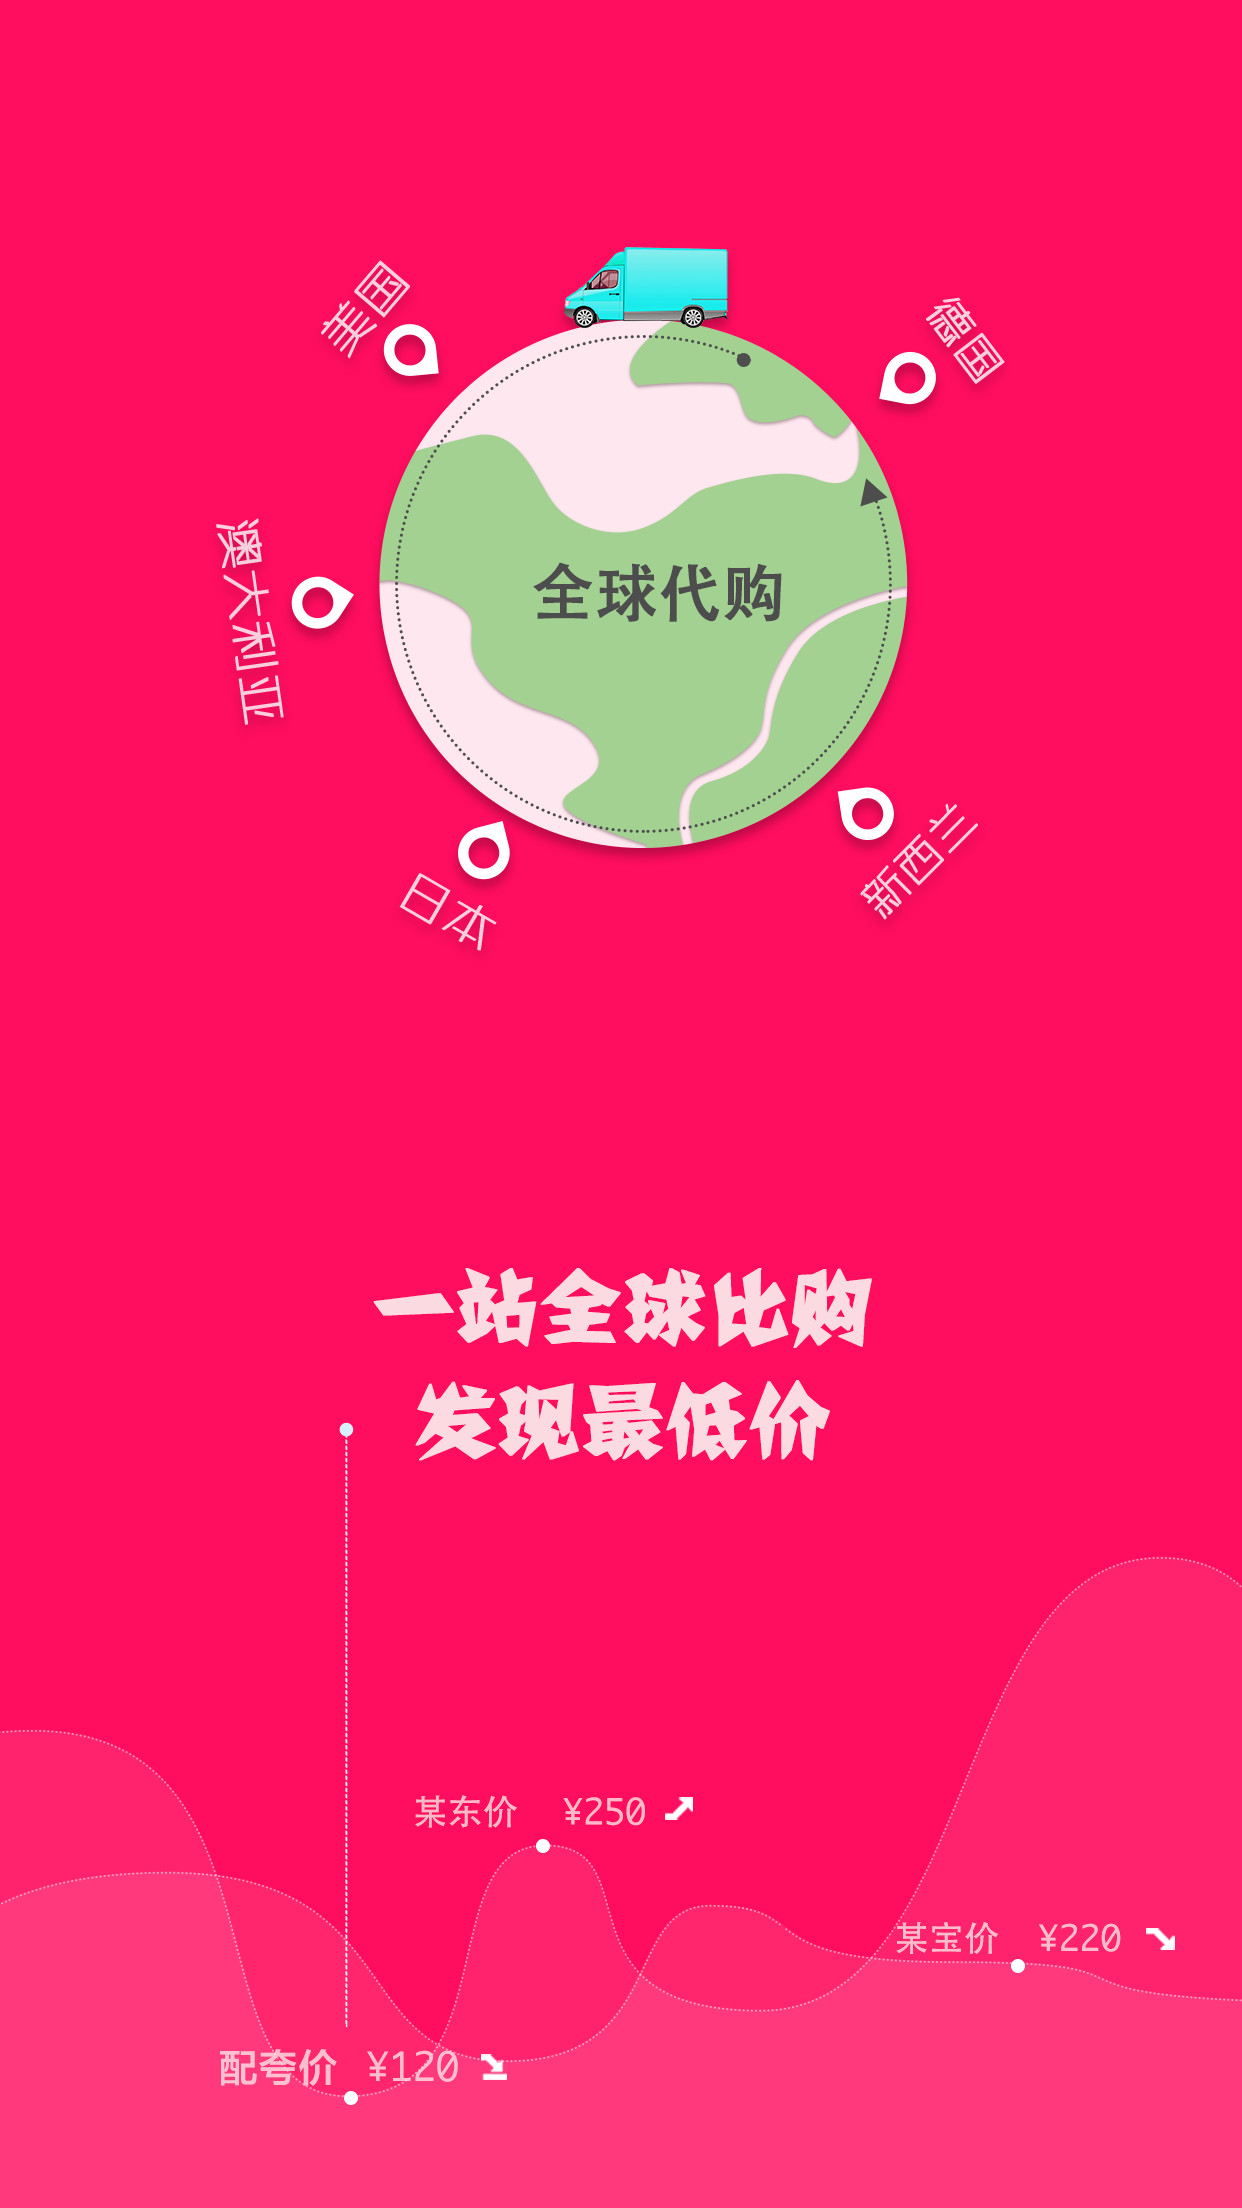 美国
德国
澳大利亚
全球代购
日本
新西兰
一站全球比购
发现最低价
某东价 ¥250
某宝价 ¥220
配夸价 ¥120